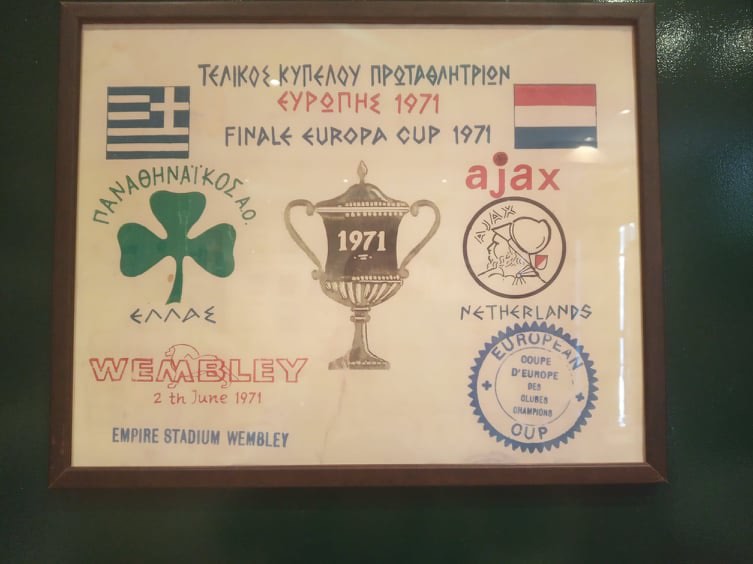 ΤΕΛΙΚΟΣ ΚΥΠΕΛΟΥ ΠΡΩΤΑΘΛΗΤΡΙΩΝ
ΕΥΡΩΠΗΣ 1971
FINALE EUROPA CUP 1971
ΠΑΝΑΘΗΝΑΪΚΟΣ Α.Ο.
ΕΛΛΑΣ
1971
ajax
AJAX
NETHERLANDS
WEMBLEY
2 th June 1971
EMPIRE STADIUM WEMBLEY
EUROPEAN
COUPE
D'EUROPE
DES
CLUBES
CHAMPIONS
CUP